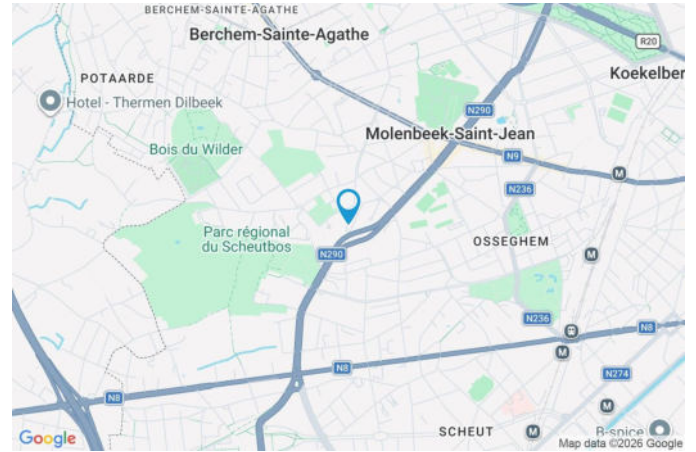 BERCHEM-SAINTE-AGATHE
Berchem-Sainte-Agathe
R20
POTAARDE
Koekelber
Hotel - Thermen Dilbeek
N290
Molenbeek-Saint-Jean
Bois du Wilder
N9
M
N236
Parc régional
du Scheutbos
OSSEGHEM
N290
M
N236
N8
M
N8
N274
N8
M
SCHEUT
M
B-spice
Google
Map data ©2026 Google